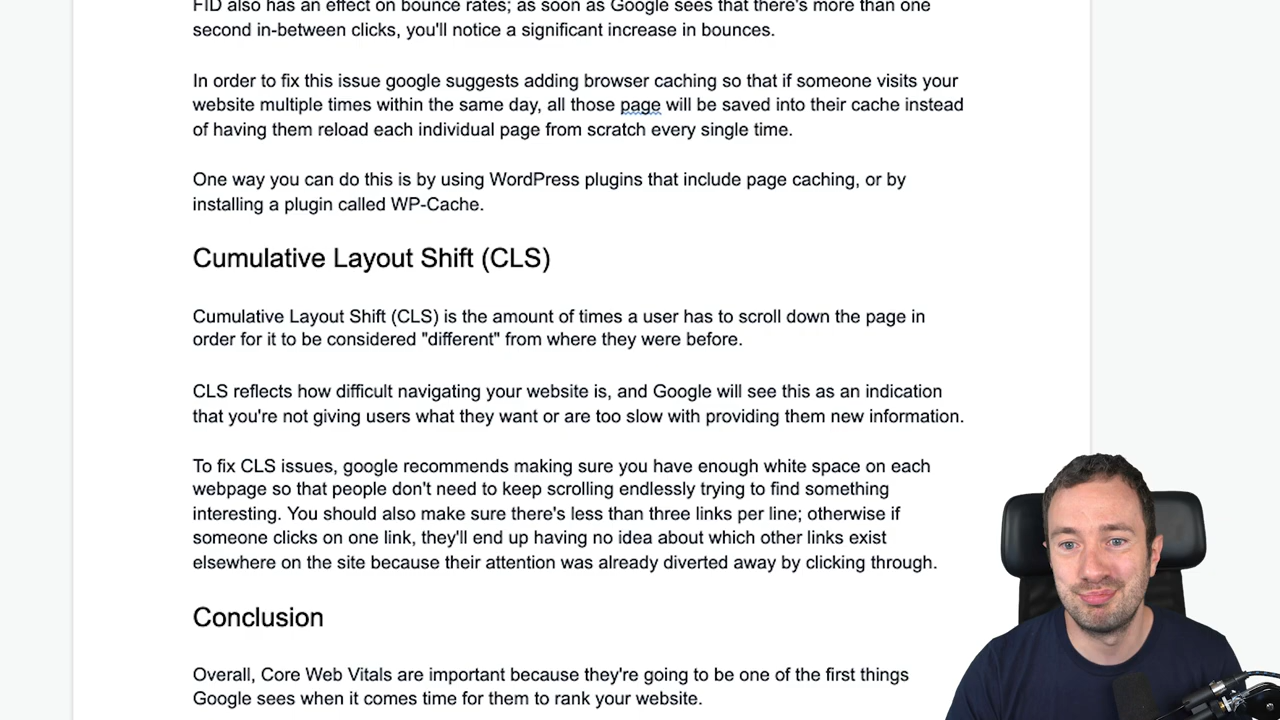 FID also has an effect on bounce rates; as soon as Google sees that there's more than one
second in-between clicks, you'll notice a significant increase in bounces.
In order to fix this issue google suggests adding browser caching so that if someone visits your
website multiple times within the same day, all those page will be saved into their cache instead
of having them reload each individual page from scratch every single time.
One way you can do this is by using WordPress plugins that include page caching, or by
installing a plugin called WP-Cache.
Cumulative Layout Shift (CLS)
Cumulative Layout Shift (CLS) is the amount of times a user has to scroll down the page in
order for it to be considered "different" from where they were before.
CLS reflects how difficult navigating your website is, and Google will see this as an indication
that you're not giving users what they want or are too slow with providing them new information.
To fix CLS issues, google recommends making sure you have enough white space on each
webpage so that people don't need to keep scrolling endlessly trying to find something
interesting. You should also make sure there's less than three links per line; otherwise if
someone clicks on one link, they'll end up having no idea about which other links exist
elsewhere on the site because their attention was already diverted away by clicking through.
Conclusion
Overall, Core Web Vitals are important because they're going to be one of the first things
Google sees when it comes time for them to rank your website.